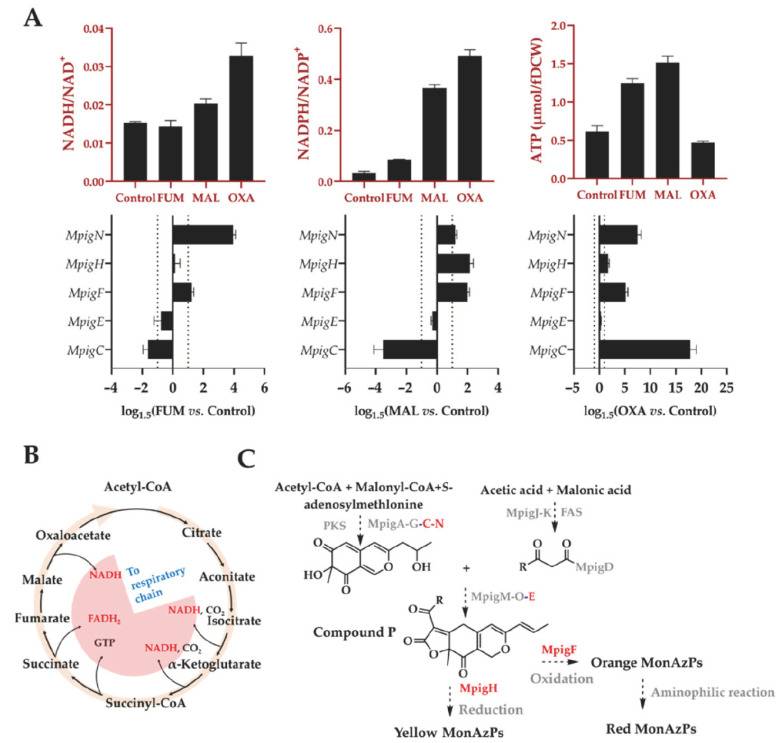 A
NADH/NAD+
0.04
0.03
0.02
0.01
0.00
Control FUM MAL OXA
NADPH/NADP+
0.6
0.4
0.2
0.0
Control FUM MAL OXA
ATP (μmol/fDCW)
2.0
1.5
1.0
0.5
0.0
Control FUM MAL OXA
MpigN
MpigH
MpigF
MpigE
MpigC
−4 −2 0 2 4 6
log1.5(FUM vs. Control)
MpigN
MpigH
MpigF
MpigE
MpigC
−6 −4 −2 0 2 4
log1.5(MAL vs. Control)
MpigN
MpigH
MpigF
MpigE
MpigC
−5 0 5 10 15 20 25
log1.5(OXA vs. Control)
B
Acetyl-CoA
Oxaloacetate
Citrate
Malate
NADH
To
respiratory
chain
Aconitate
Fumarate
FADH2
NADH, CO2
Isocitrate
GTP
NADH, CO2
Succinate
α-Ketoglutarate
Succinyl-CoA
C
Acetyl-CoA + Malonyl-CoA+S-
adenosylmethlonine
Acetic acid + Malonic acid
PKS
MpigA-G-C-N
MpigJ-K
FAS
O
O
HO
O
OH
+
O
O
R
MpigD
MpigM-O-E
O
R
Compound P
O
O
O
O
MpigF
Oxidation
Orange MonAzPs
MpigH
Reduction
Aminophilic reaction
Yellow MonAzPs
Red MonAzPs